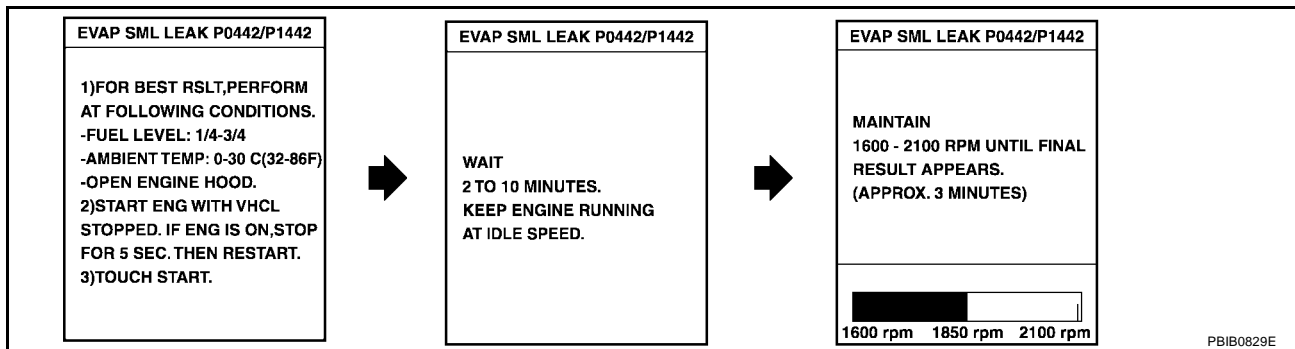 EVAP SML LEAK P0442/P1442
1)FOR BEST RSLT,PERFORM
AT FOLLOWING CONDITIONS.
-FUEL LEVEL: 1/4-3/4
-AMBIENT TEMP: 0-30 C(32-86F)
-OPEN ENGINE HOOD.
2)START ENG WITH VHCL
STOPPED. IF ENG IS ON,STOP
FOR 5 SEC. THEN RESTART.
3)TOUCH START.
EVAP SML LEAK P0442/P1442
WAIT
2 TO 10 MINUTES.
KEEP ENGINE RUNNING
AT IDLE SPEED.
EVAP SML LEAK P0442/P1442
MAINTAIN
1600 - 2100 RPM UNTIL FINAL
RESULT APPEARS.
(APPROX. 3 MINUTES)
1600 rpm 1850 rpm 2100 rpm
PBIB0829E